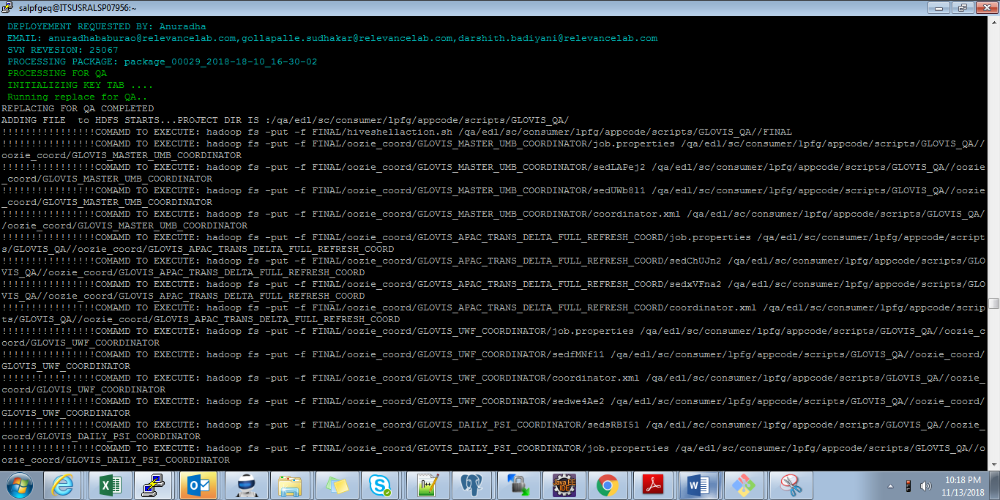 salpfgeq@ITSUSRALSP07956:~
DEPLOYEMENT REQUESTED BY: Anuradha
EMAIL: anuradhababurao@relevancelab.com,gollapalle.sudhakar@relevancelab.com,darshith.badiyani@relevancelab.com
SVN REVESION: 25067
PROCESSING PACKAGE: package_00029_2018-18-10_16-30-02
PROCESSING FOR QA
INITIALIZING KEY TAB ....
Running replace for QA..
REPLACING FOR QA COMPLETED
ADDING FILE  to HDFS STARTS...PROJECT DIR IS :/qa/edl/sc/consumer/lpfg/appcode/scripts/GLOVIS_QA/
!!!!!!!!!!!!!!!!COMAMD TO EXECUTE: hadoop fs -put -f FINAL/hiveshellaction.sh /qa/edl/sc/consumer/lpfg/appcode/scripts/GLOVIS_QA//FINAL
!!!!!!!!!!!!!!!!COMAMD TO EXECUTE: hadoop fs -put -f FINAL/oozie_coord/GLOVIS_MASTER_UMB_COORDINATOR/job.properties /qa/edl/sc/consumer/lpfg/appcode/scripts/GLOVIS_QA//
oozie_coord/GLOVIS_MASTER_UMB_COORDINATOR
!!!!!!!!!!!!!!!!COMAMD TO EXECUTE: hadoop fs -put -f FINAL/oozie_coord/GLOVIS_MASTER_UMB_COORDINATOR/sedLAPej2 /qa/edl/sc/consumer/lpfg/appcode/scripts/GLOVIS_QA//oozie
_coord/GLOVIS_MASTER_UMB_COORDINATOR
!!!!!!!!!!!!!!!!COMAMD TO EXECUTE: hadoop fs -put -f FINAL/oozie_coord/GLOVIS_MASTER_UMB_COORDINATOR/sedUWb8l1 /qa/edl/sc/consumer/lpfg/appcode/scripts/GLOVIS_QA//oozie
_coord/GLOVIS_MASTER_UMB_COORDINATOR
!!!!!!!!!!!!!!!!COMAMD TO EXECUTE: hadoop fs -put -f FINAL/oozie_coord/GLOVIS_MASTER_UMB_COORDINATOR/coordinator.xml /qa/edl/sc/consumer/lpfg/appcode/scripts/GLOVIS_QA/
/oozie_coord/GLOVIS_MASTER_UMB_COORDINATOR
!!!!!!!!!!!!!!!!COMAMD TO EXECUTE: hadoop fs -put -f FINAL/oozie_coord/GLOVIS_APAC_TRANS_DELTA_FULL_REFRESH_COORD/job.properties /qa/edl/sc/consumer/lpfg/appcode/script
s/GLOVIS_QA//oozie_coord/GLOVIS_APAC_TRANS_DELTA_FULL_REFRESH_COORD
!!!!!!!!!!!!!!!!COMAMD TO EXECUTE: hadoop fs -put -f FINAL/oozie_coord/GLOVIS_APAC_TRANS_DELTA_FULL_REFRESH_COORD/sedChUJn2 /qa/edl/sc/consumer/lpfg/appcode/scripts/GLO
VIS_QA//oozie_coord/GLOVIS_APAC_TRANS_DELTA_FULL_REFRESH_COORD
!!!!!!!!!!!!!!!!COMAMD TO EXECUTE: hadoop fs -put -f FINAL/oozie_coord/GLOVIS_APAC_TRANS_DELTA_FULL_REFRESH_COORD/sedxVFna2 /qa/edl/sc/consumer/lpfg/appcode/scripts/GLO
VIS_QA//oozie_coord/GLOVIS_APAC_TRANS_DELTA_FULL_REFRESH_COORD
!!!!!!!!!!!!!!!!COMAMD TO EXECUTE: hadoop fs -put -f FINAL/oozie_coord/GLOVIS_APAC_TRANS_DELTA_FULL_REFRESH_COORD/coordinator.xml /qa/edl/sc/consumer/lpfg/appcode/scrip
ts/GLOVIS_QA//oozie_coord/GLOVIS_APAC_TRANS_DELTA_FULL_REFRESH_COORD
!!!!!!!!!!!!!!!!COMAMD TO EXECUTE: hadoop fs -put -f FINAL/oozie_coord/GLOVIS_UWF_COORDINATOR/job.properties /qa/edl/sc/consumer/lpfg/appcode/scripts/GLOVIS_QA//oozie_c
oord/GLOVIS_UWF_COORDINATOR
!!!!!!!!!!!!!!!!COMAMD TO EXECUTE: hadoop fs -put -f FINAL/oozie_coord/GLOVIS_UWF_COORDINATOR/sedfMNf11 /qa/edl/sc/consumer/lpfg/appcode/scripts/GLOVIS_QA//oozie_coord/
GLOVIS_UWF_COORDINATOR
!!!!!!!!!!!!!!!!COMAMD TO EXECUTE: hadoop fs -put -f FINAL/oozie_coord/GLOVIS_UWF_COORDINATOR/coordinator.xml /qa/edl/sc/consumer/lpfg/appcode/scripts/GLOVIS_QA//oozie_
coord/GLOVIS_UWF_COORDINATOR
!!!!!!!!!!!!!!!!COMAMD TO EXECUTE: hadoop fs -put -f FINAL/oozie_coord/GLOVIS_UWF_COORDINATOR/sedwe4Ae2 /qa/edl/sc/consumer/lpfg/appcode/scripts/GLOVIS_QA//oozie_coord/
GLOVIS_UWF_COORDINATOR
!!!!!!!!!!!!!!!!COMAMD TO EXECUTE: hadoop fs -put -f FINAL/oozie_coord/GLOVIS_DAILY_PSI_COORDINATOR/sedsRBI51 /qa/edl/sc/consumer/lpfg/appcode/scripts/GLOVIS_QA//oozie_
coord/GLOVIS_DAILY_PSI_COORDINATOR
!!!!!!!!!!!!!!!!COMAMD TO EXECUTE: hadoop fs -put -f FINAL/oozie_coord/GLOVIS_DAILY_PSI_COORDINATOR/job.properties /qa/edl/sc/consumer/lpfg/appcode/scripts/GLOVIS_QA//o
ozie_coord/GLOVIS_DAILY_PSI_COORDINATOR
Java EE
IDE
10:18 PM
11/13/2018